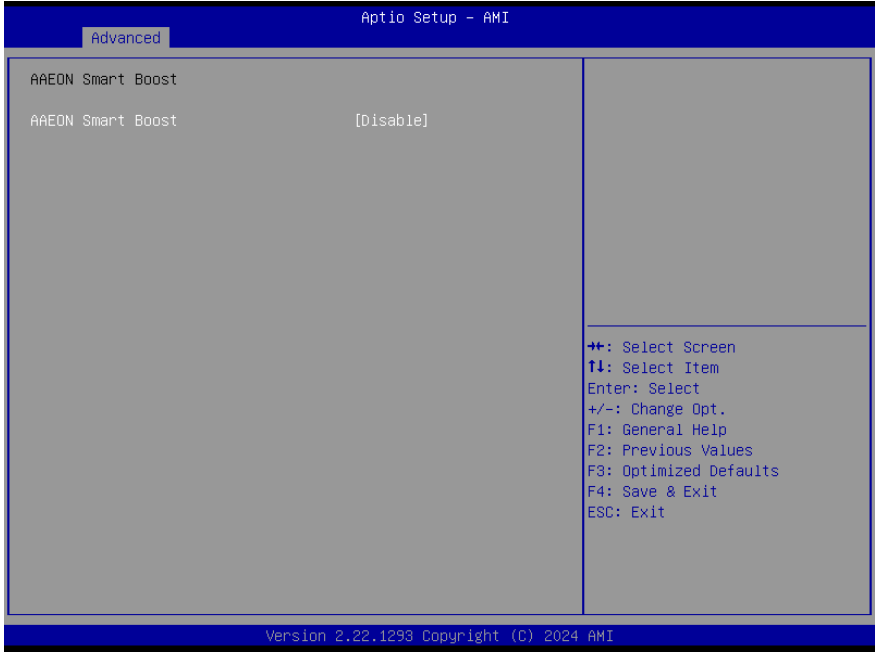 Aptio Setup – AMI
Advanced
AAEON Smart Boost
AAEON Smart Boost [Disable]
→←: Select Screen
↑↓: Select Item
Enter: Select
+/-: Change Opt.
F1: General Help
F2: Previous Values
F3: Optimized Defaults
F4: Save & Exit
ESC: Exit
Version 2.22.1293 Copyright (C) 2024 AMI